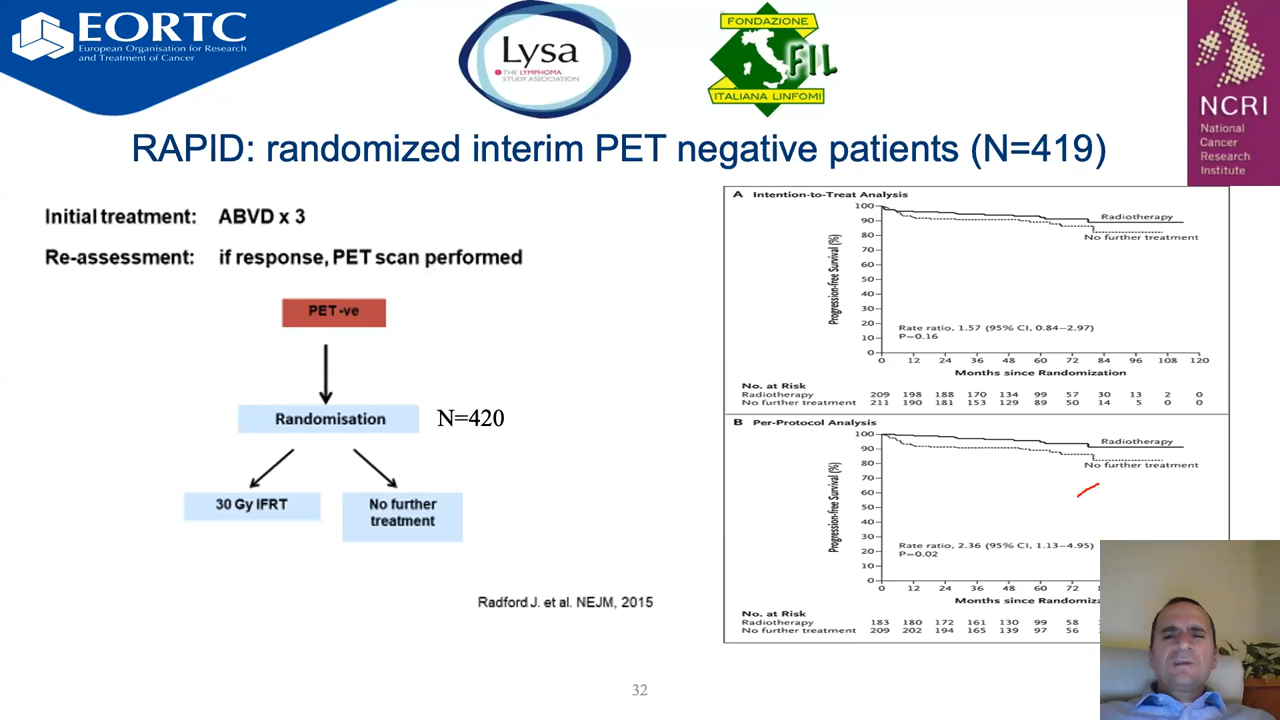 EORTC
European Organisation for Research
and Treatment of Cancer
Lysa
THE LYMPHOMA
STUDY ASSOCIATION
FONDAZIONE
FIL
ITALIANA LINFOMI
NCRI
National
Cancer
Research
Institute
RAPID: randomized interim PET negative patients (N=419)
Initial treatment: ABVD x 3
Re-assessment: if response, PET scan performed
PET-ve
Randomisation N=420
30 Gy IFRT
No further
treatment
Radford J. et al. NEJM, 2015
A Intention-to-Treat Analysis
Progression-free Survival (%)
100
90
80
70
60
50
40
30
20
10
0
Radiotherapy
No further treatment
Rate ratio, 1.57 (95% CI, 0.84–2.97)
P=0.16
0 12 24 36 48 60 72 84 96 108 120
Months since Randomization
No. at Risk
Radiotherapy 209 198 188 170 134 99 57 30 13 2 0
No further treatment 211 190 181 153 129 89 50 14 5 0 0
B Per-Protocol Analysis
Progression-free Survival (%)
100
90
80
70
60
50
40
30
20
10
0
Radiotherapy
No further treatment
Rate ratio, 2.36 (95% CI, 1.13–4.95)
P=0.02
0 12 24 36 48 60 72
Months since Randomiza
No. at Risk
Radiotherapy 183 180 172 161 130 99 58
No further treatment 209 202 194 165 139 97 56
32